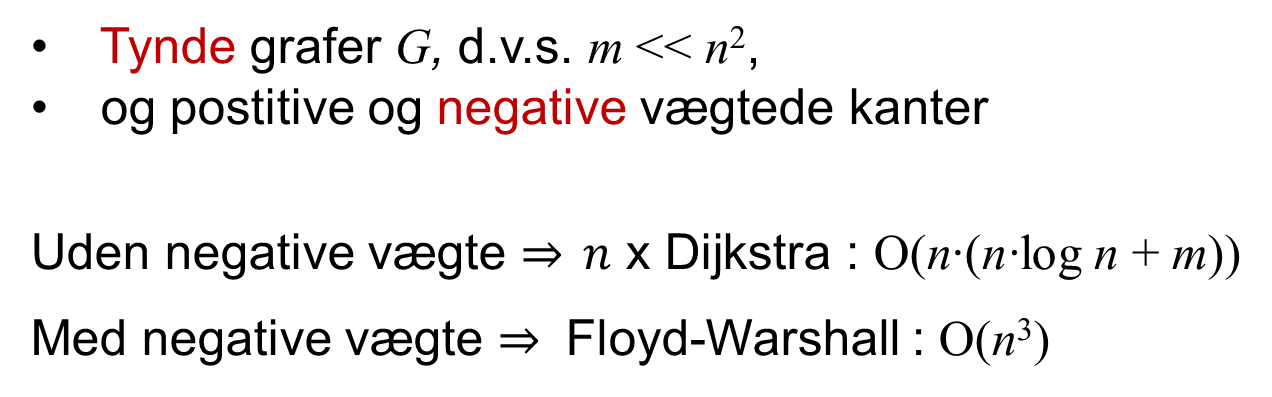 • Tynde grafer G, d.v.s. m << n²,
• og postitive og negative vægtede kanter
Uden negative vægte ⇒ n x Dijkstra : O(n·(n·log n + m))
Med negative vægte ⇒ Floyd-Warshall : O(n³)